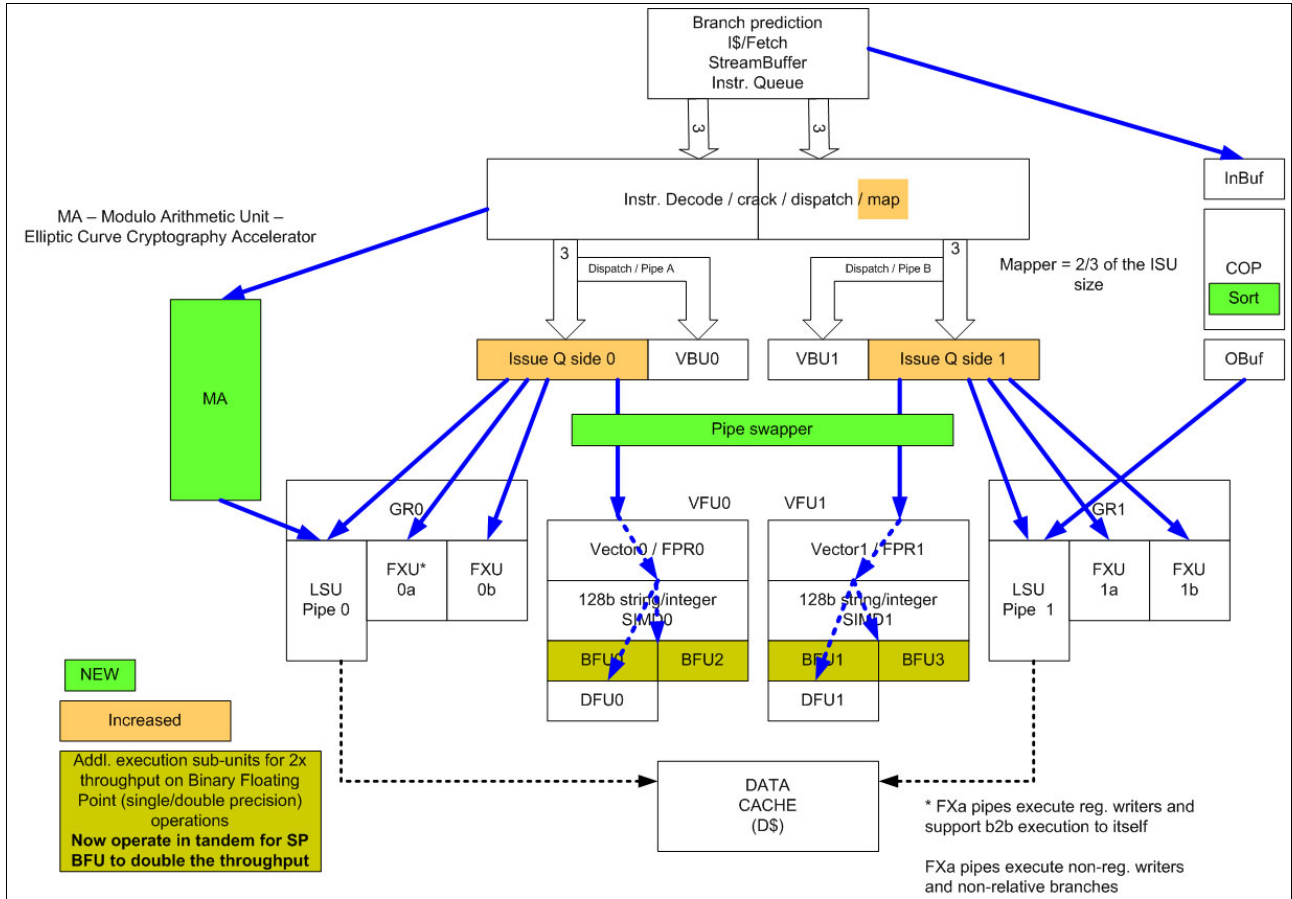 Branch prediction
I$/Fetch
StreamBuffer
Instr. Queue
3
3
Instr. Decode / crack / dispatch / map
InBuf
MA – Modulo Arithmetic Unit –
Elliptic Curve Cryptography Accelerator
3
Dispatch / Pipe A
3
Dispatch / Pipe B
Mapper = 2/3 of the ISU
size
COP
Sort
Issue Q side 0
VBU0
VBU1
Issue Q side 1
OBuf
MA
Pipe swapper
GR0
VFU0
VFU1
GR1
LSU
Pipe 0
FXU*
0a
FXU
0b
Vector0 / FPR0
128b string/integer
SIMD0
BFU0
BFU2
DFU0
Vector1 / FPR1
128b string/integer
SIMD1
BFU1
BFU3
DFU1
LSU
Pipe 1
FXU
1a
FXU
1b
NEW
Increased
Addl. execution sub-units for 2x
throughput on Binary Floating
Point (single/double precision)
operations
Now operate in tandem for SP
BFU to double the throughput
DATA
CACHE
(D$)
* FXa pipes execute reg. writers and
support b2b execution to itself
FXa pipes execute non-reg. writers
and non-relative branches